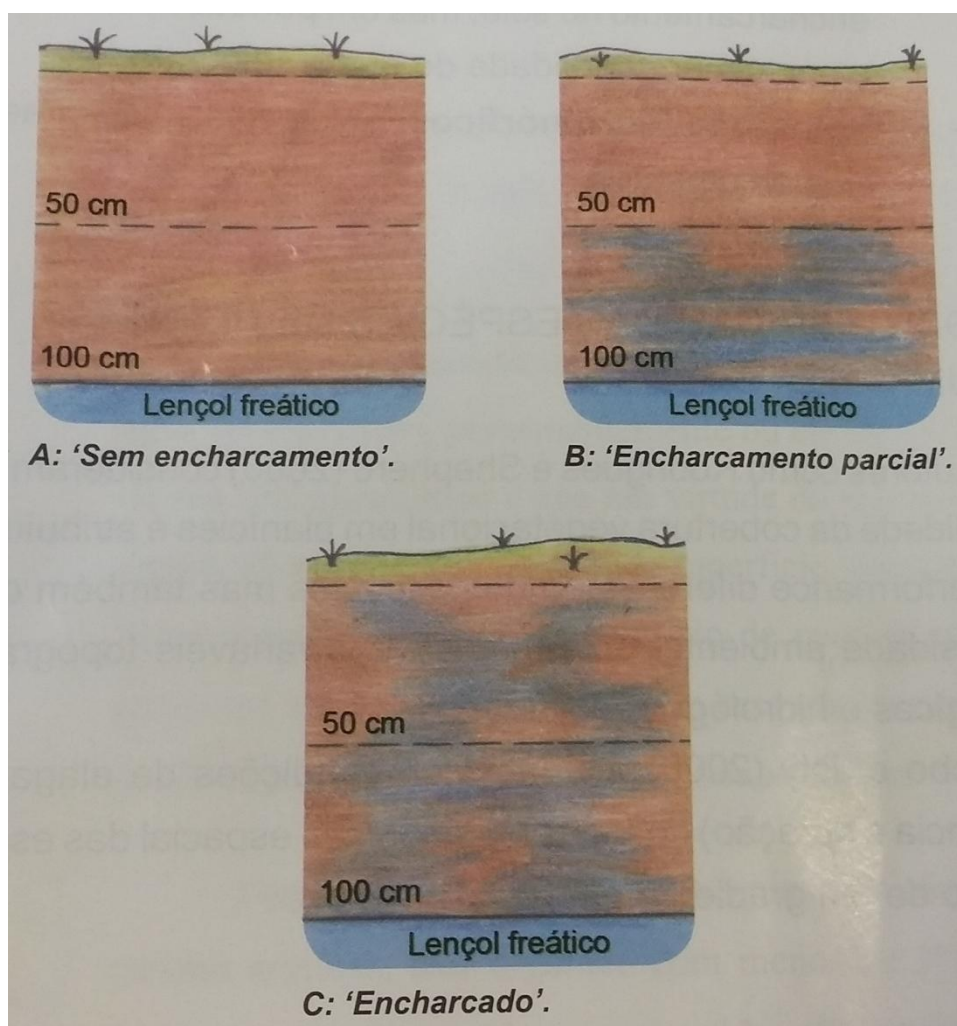 50 cm
100 cm
Lençol freático
A: 'Sem encharcamento'.
50 cm
100 cm
Lençol freático
B: 'Encharcamento parcial'.
50 cm
100 cm
Lençol freático
C: 'Encharcado'.